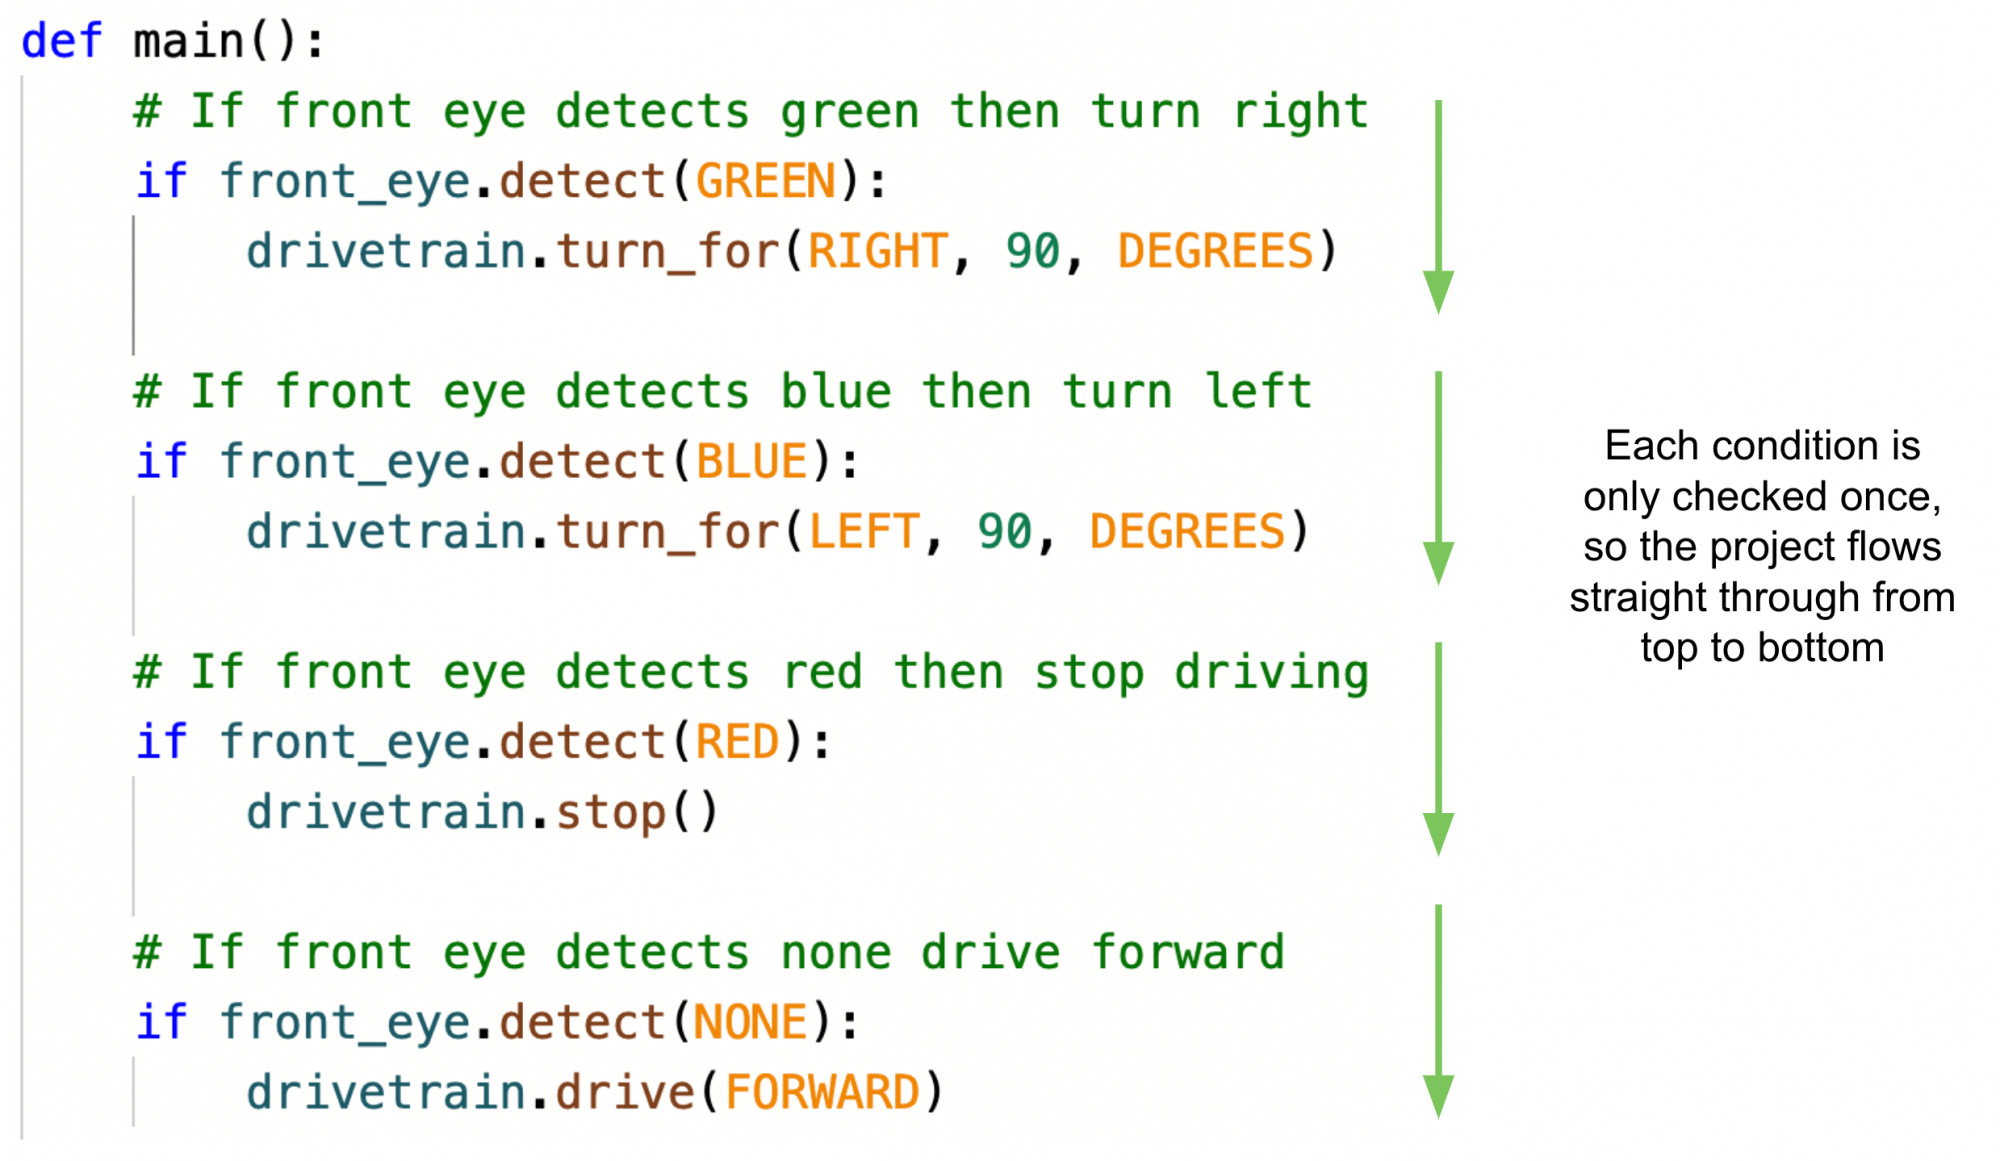 def main():
    # If front eye detects green then turn right
    if front_eye.detect(GREEN):
        drivetrain.turn_for(RIGHT, 90, DEGREES)
    # If front eye detects blue then turn left
    if front_eye.detect(BLUE):
        drivetrain.turn_for(LEFT, 90, DEGREES)
    # If front eye detects red then stop driving
    if front_eye.detect(RED):
        drivetrain.stop()
    # If front eye detects none drive forward
    if front_eye.detect(NONE):
        drivetrain.drive(FORWARD)
Each condition is
only checked once,
so the project flows
straight through from
top to bottom